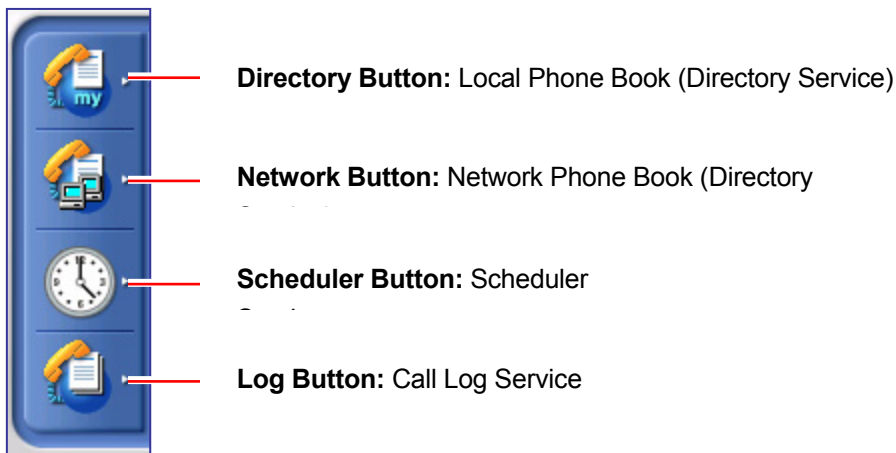 my
Directory Button: Local Phone Book (Directory Service)
Network Button: Network Phone Book (Directory
Scheduler Button: Scheduler
Log Button: Call Log Service